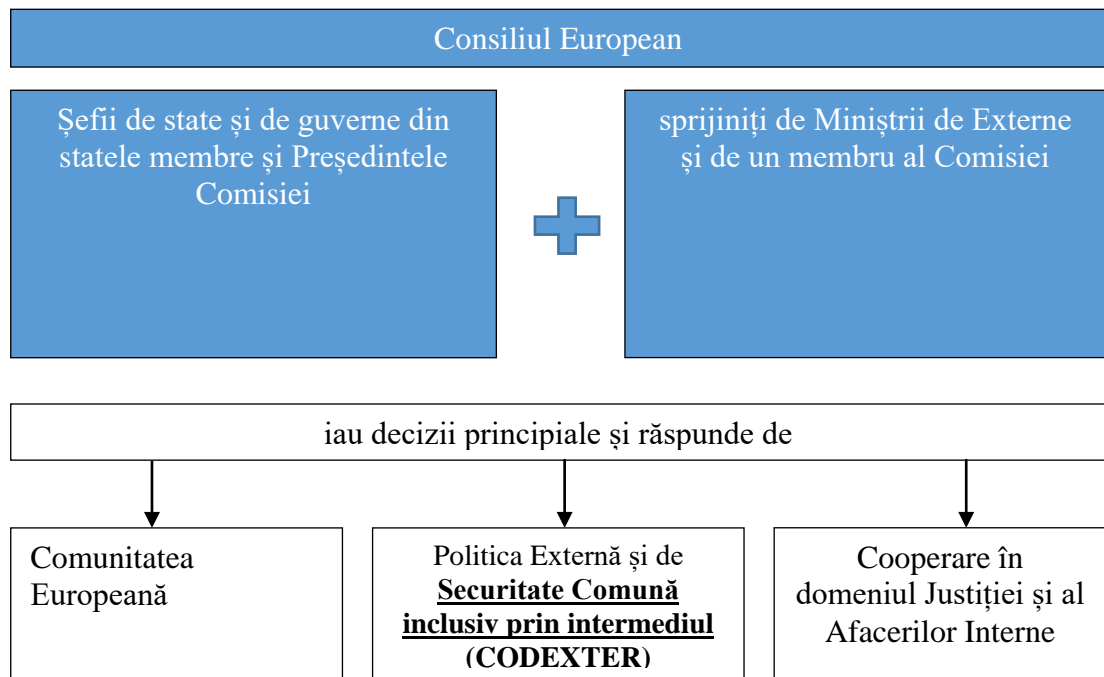 Consiliul European
Șefii de state și de guverne din
statele membre și Președintele
Comisiei
sprijiniți de Miniștrii de Externe
și de un membru al Comisiei
iau decizii principiale și răspunde de
Comunitatea
Europeană
Politica Externă și de
Securitate Comună
inclusiv prin intermediul
(CODEXTER)
Cooperare în
domeniul Justiției și al
Afacerilor Interne